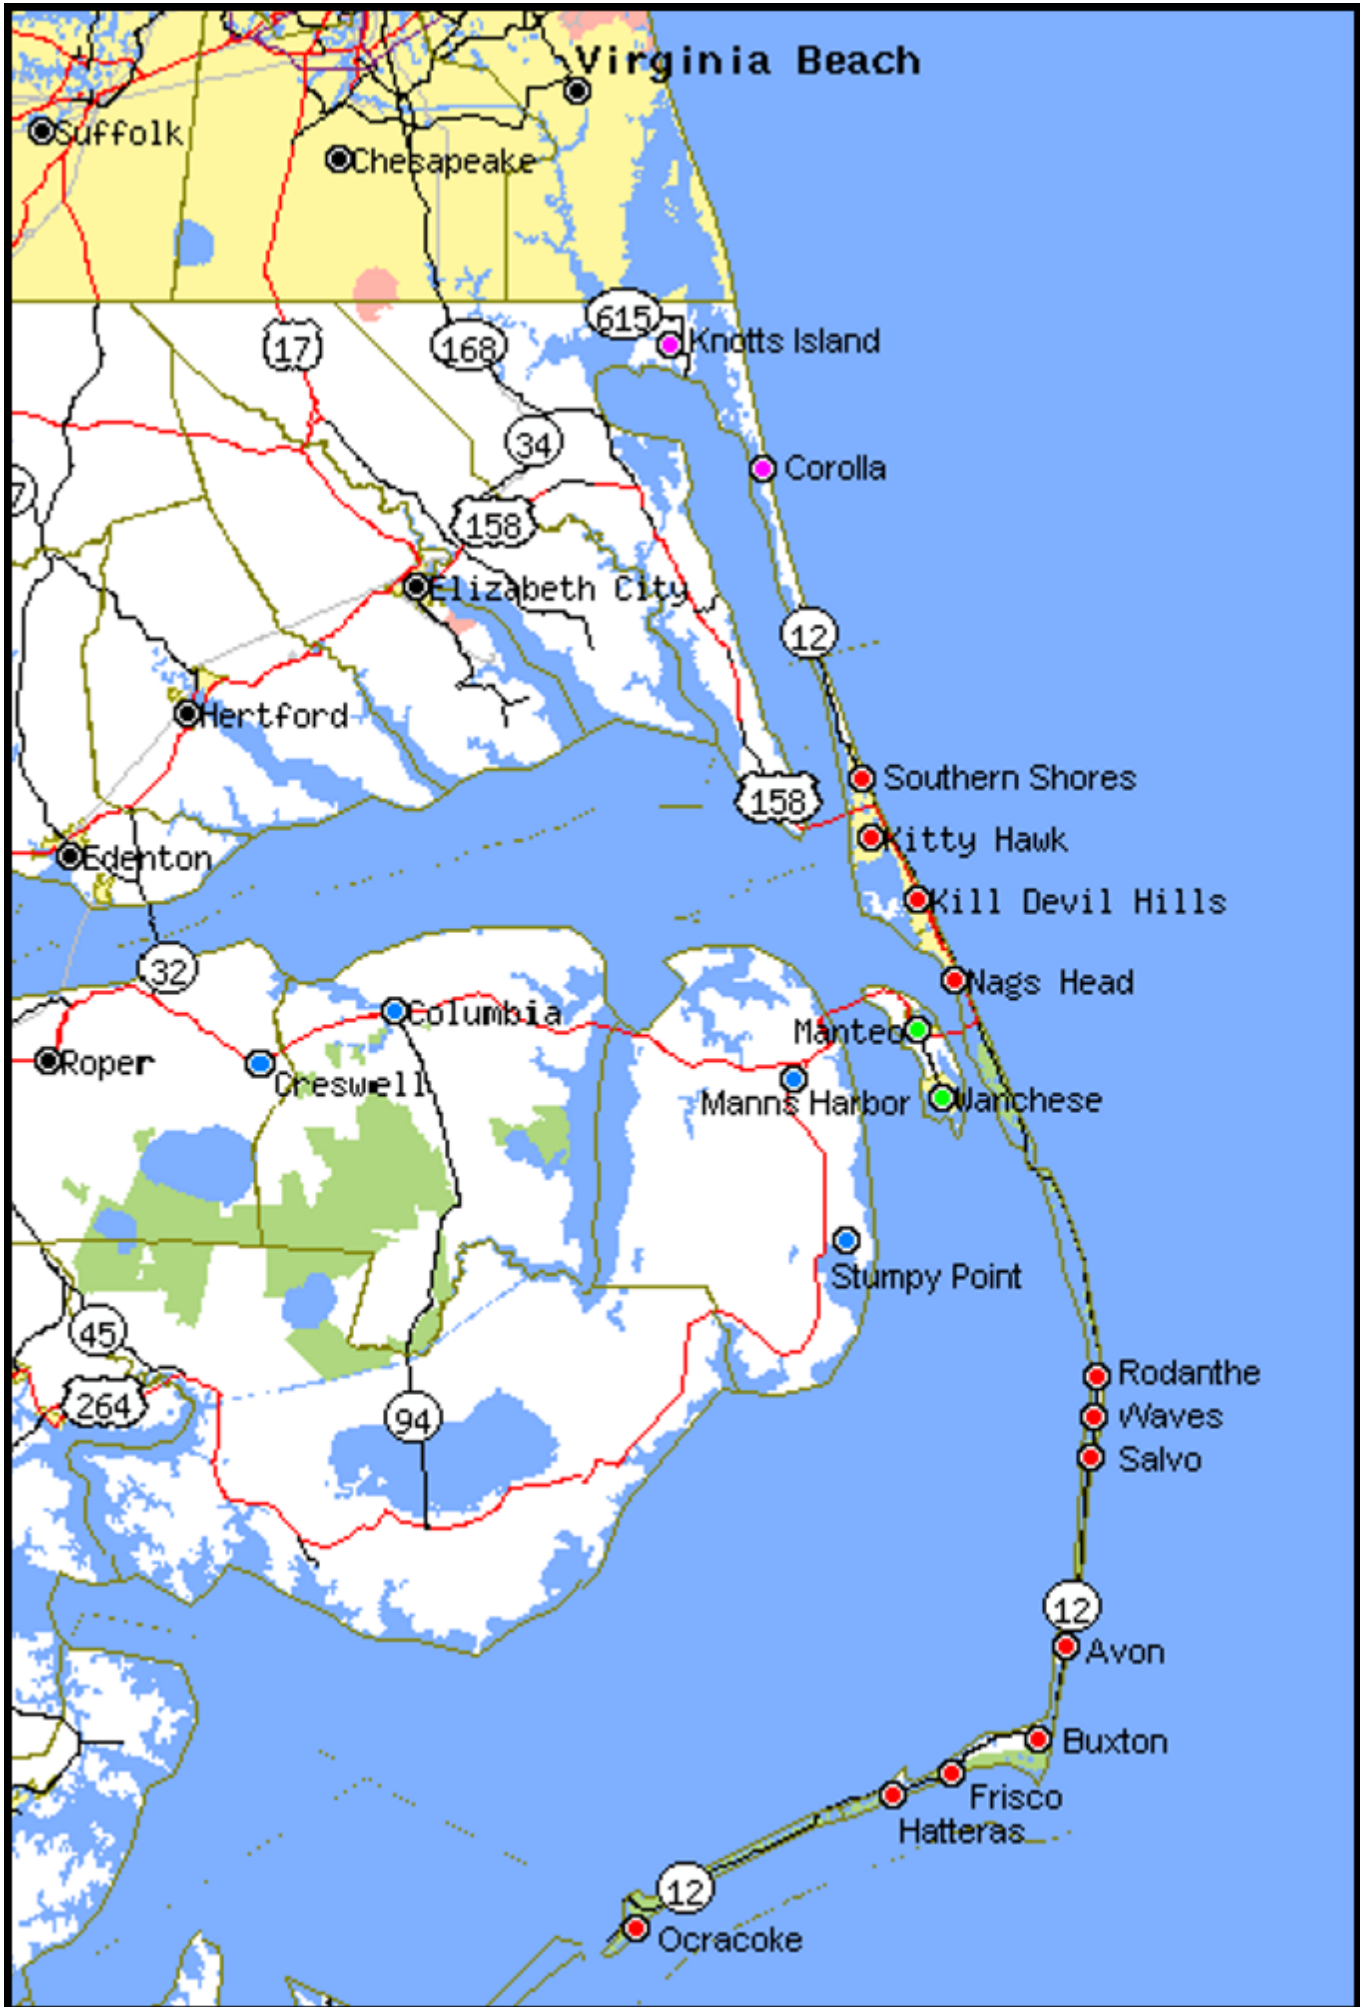 Virginia Beach
Suffolk
Chesapeake
615
Knotts Island
17
168
34
Corolla
7
158
Elizabeth City
12
Hertford
Southern Shores
158
Kitty Hawk
Edenton
Kill Devil Hills
32
Nags Head
Columbia
Manteo
Roper
Creswell
Manns Harbor
Wanchese
Stumpy Point
45
Rodanthe
264
94
Waves
Salvo
12
Avon
Buxton
Frisco
Hatteras
12
Ocracoke